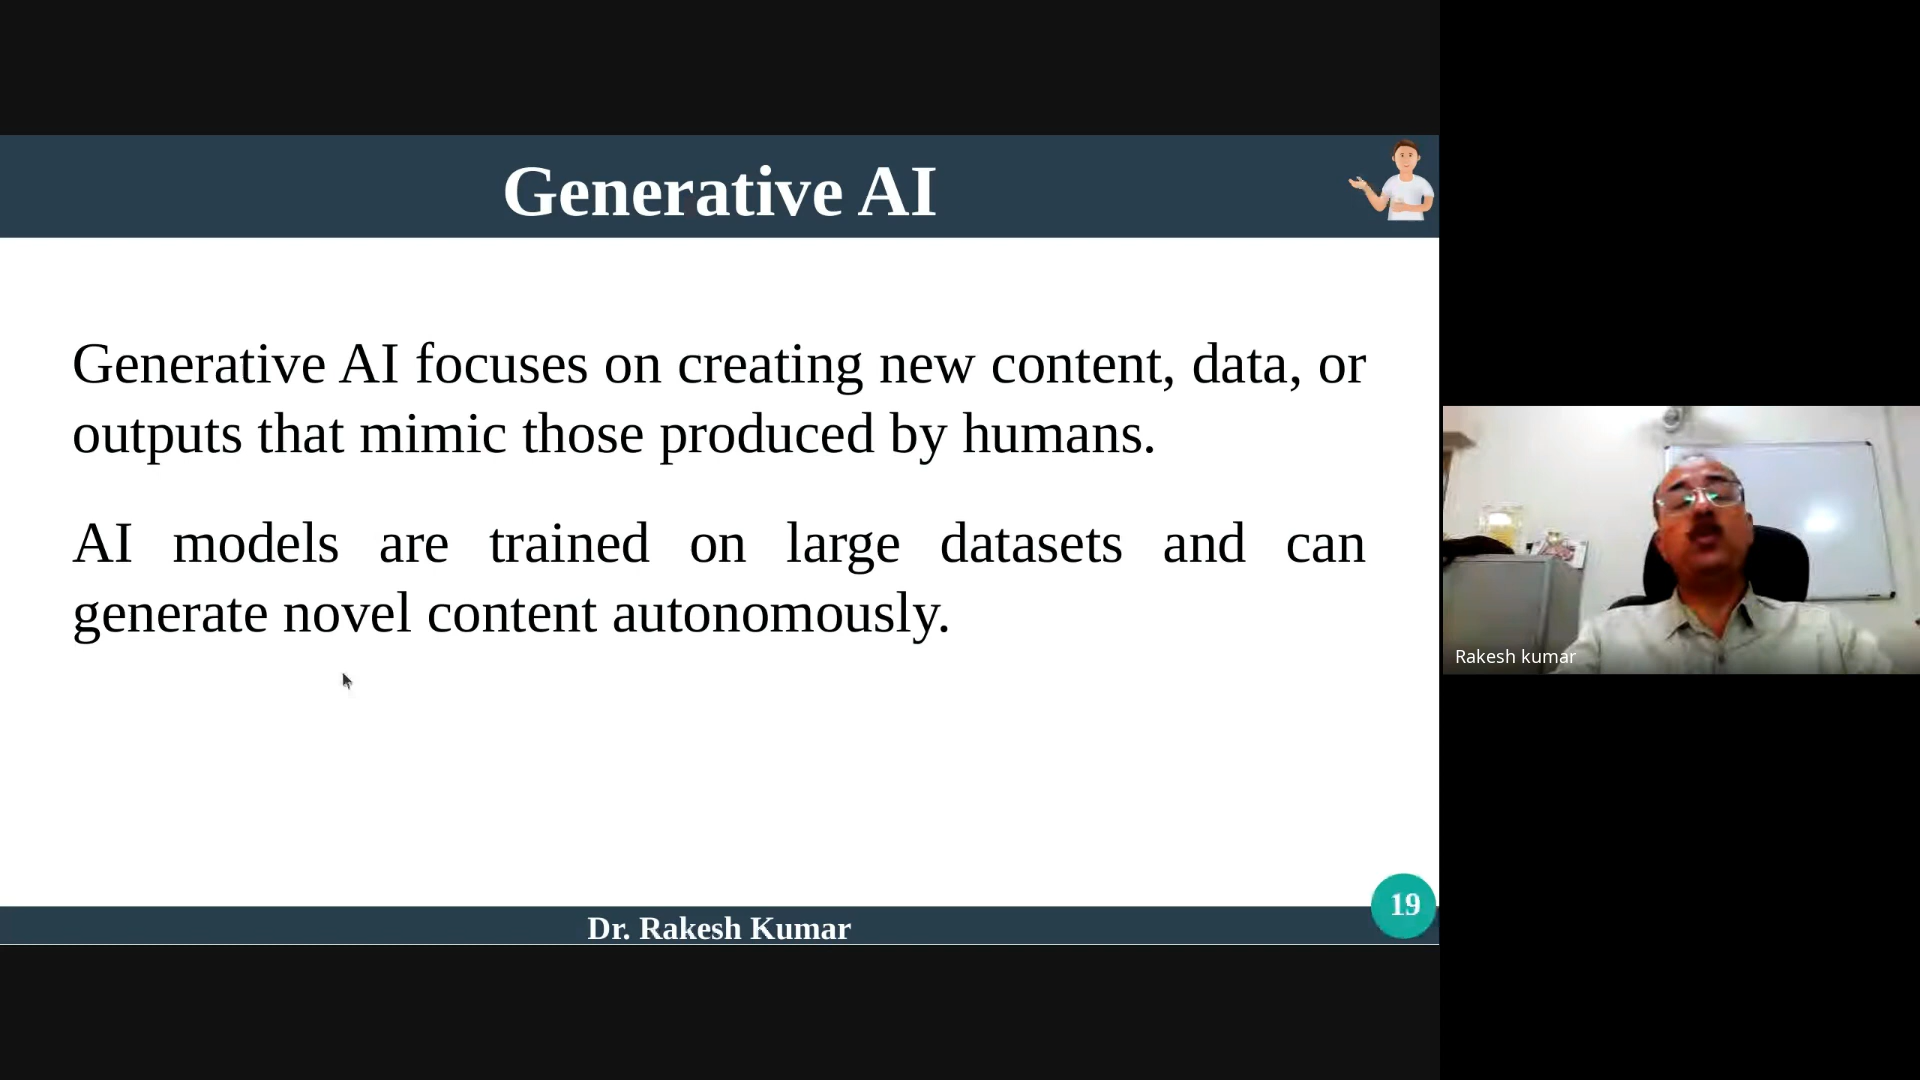 Generative AI
Generative AI focuses on creating new content, data, or
outputs that mimic those produced by humans.
AI models are trained on large datasets and can
generate novel content autonomously.
19
Dr. Rakesh Kumar
Rakesh kumar